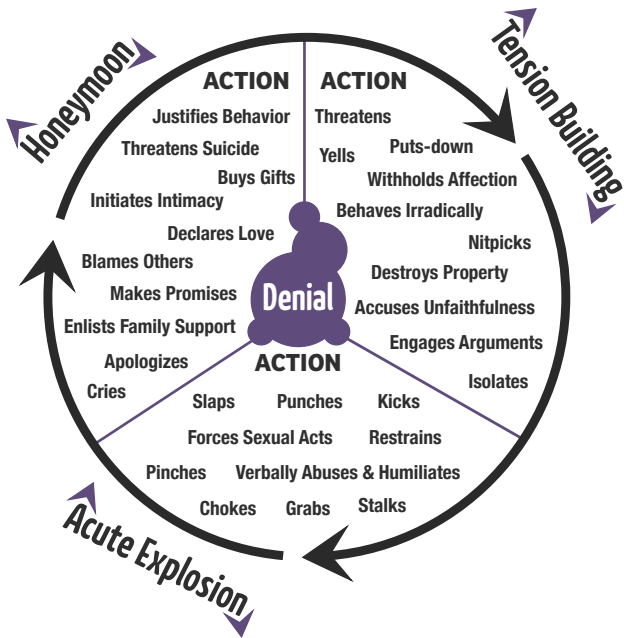 Honeymoon
ACTION
Justifies Behavior
Threatens Suicide
Buys Gifts
Initiates Intimacy
Declares Love
Blames Others
Makes Promises
Enlists Family Support
Apologizes
Cries
Tension Building
ACTION
Threatens
Yells
Puts-down
Withholds Affection
Behaves Irradically
Nitpicks
Destroys Property
Accuses Unfaithfulness
Engages Arguments
Isolates
Denial
Acute Explosion
ACTION
Slaps Punches Kicks
Forces Sexual Acts Restrains
Pinches Verbally Abuses & Humiliates
Chokes Grabs Stalks